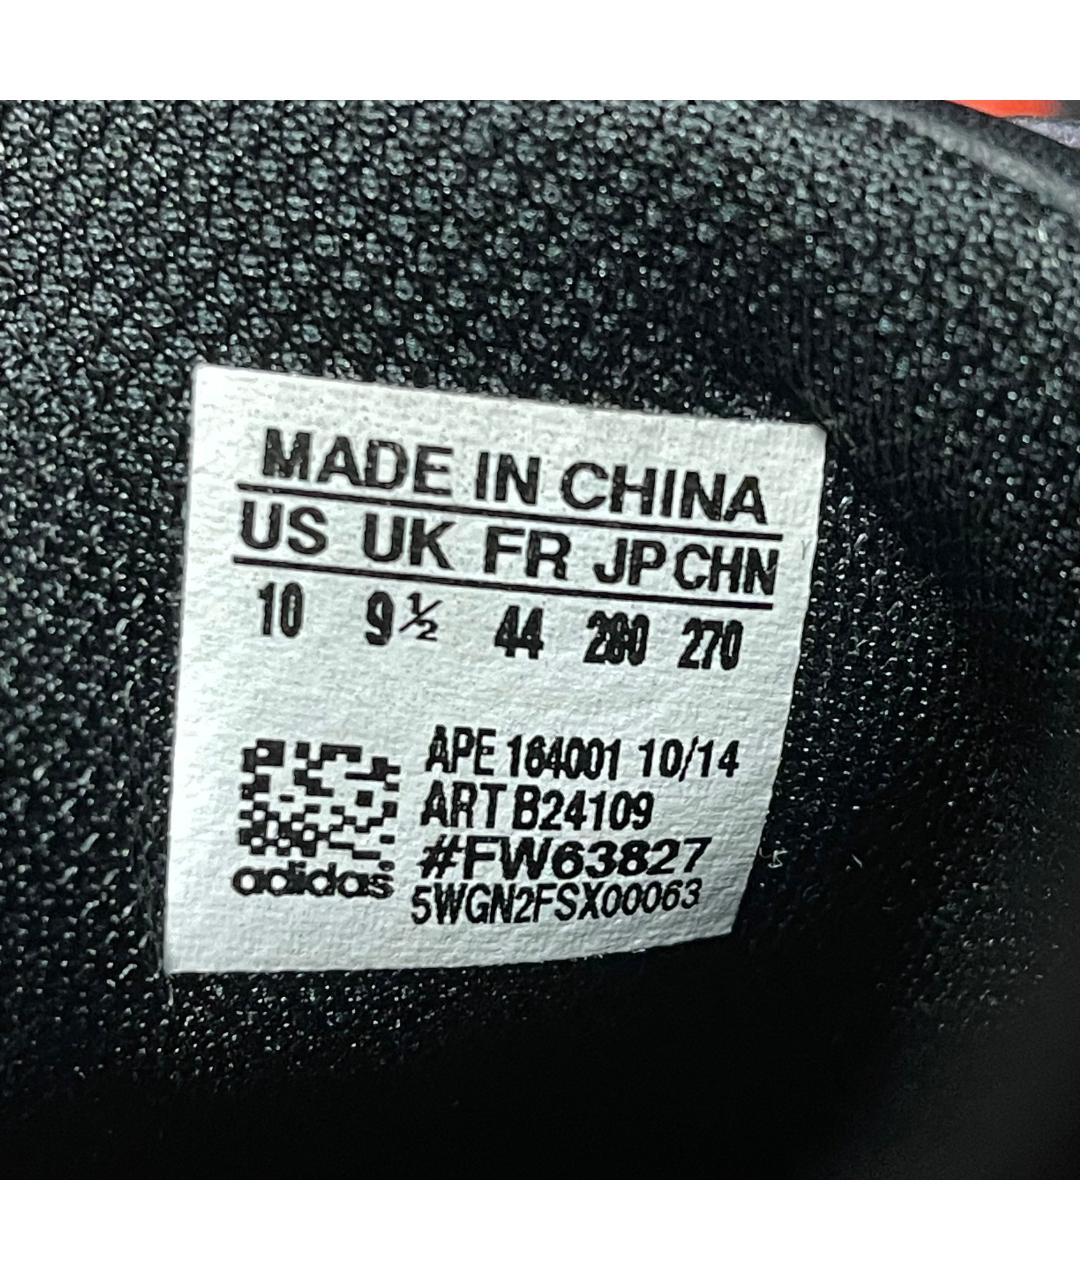 MADE IN CHINA
US UK FR JP CHN
10 9½ 44 280 270
APE 164001 10/14
ART B24109
#FW63827
adidas
5WGN2FSX00063